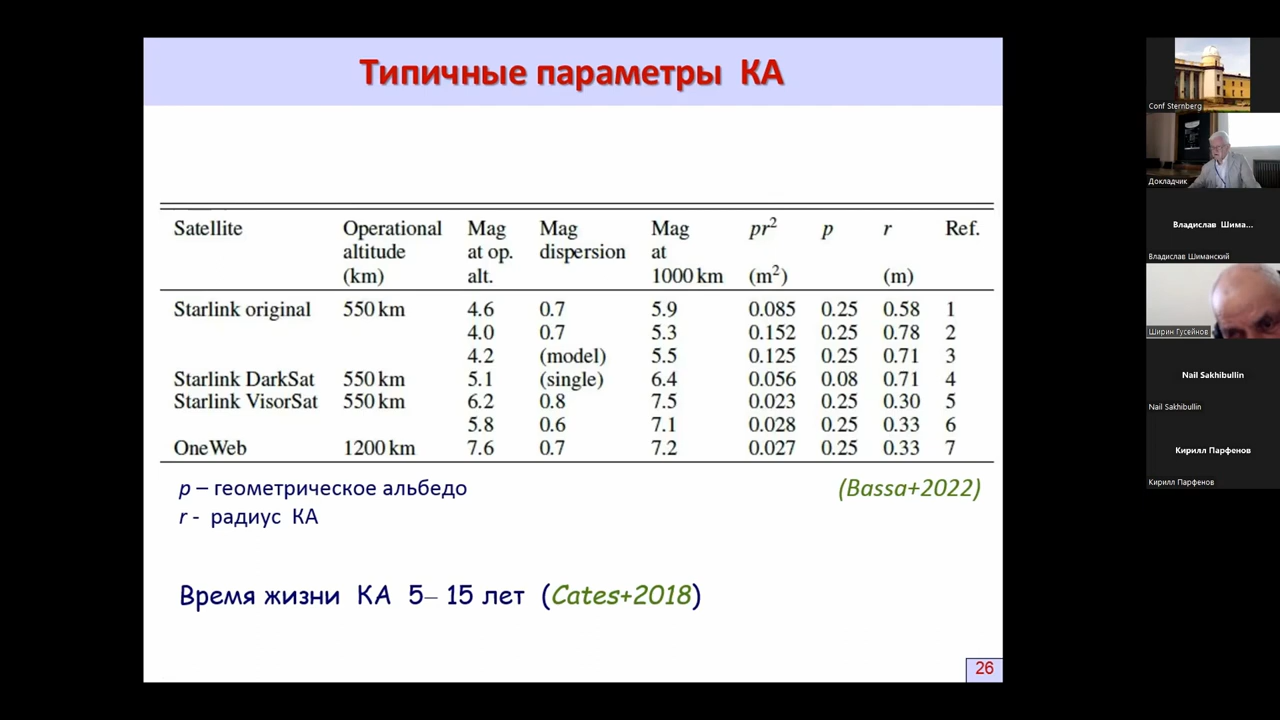 Типичные параметры КА
Satellite Operational altitude (km) Mag at op. alt. Mag dispersion Mag at 1000 km pr² (m²) p r (m) Ref.
Starlink original 550 km 4.6 0.7 5.9 0.085 0.25 0.58 1
4.0 0.7 5.3 0.152 0.25 0.78 2
4.2 (model) 5.5 0.125 0.25 0.71 3
Starlink DarkSat 550 km 5.1 (single) 6.4 0.056 0.08 0.71 4
Starlink VisorSat 550 km 6.2 0.8 7.5 0.023 0.25 0.30 5
5.8 0.6 7.1 0.028 0.25 0.33 6
OneWeb 1200 km 7.6 0.7 7.2 0.027 0.25 0.33 7
p – геометрическое альбедо
(Bassa+2022)
r - радиус КА
Время жизни КА 5– 15 лет (Cates+2018)
26
Conf Sternberg
Докладчик
Владислав Шима...
Владислав Шиманский
Ширин Гусейнов
Nail Sakhibullin
Nail Sakhibullin
Кирилл Парфенов
Кирилл Парфенов